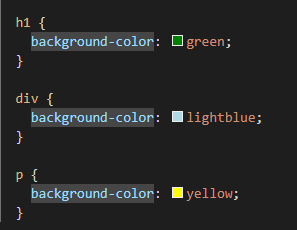 h1 {
  background-color: green;
}

div {
  background-color: lightblue;
}

p {
  background-color: yellow;
}